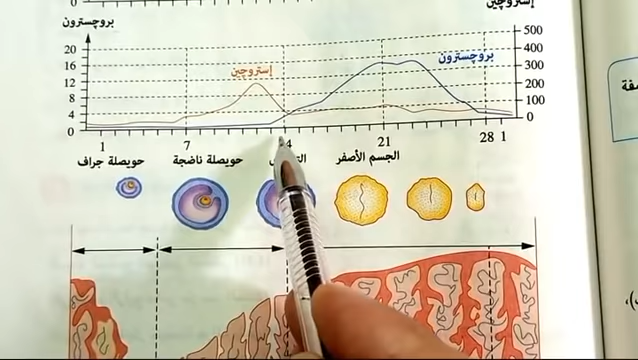 إستروجين
بروجسترون
500
20 400
16 300
12 200
8 100
4 0
0
إستروجين
بروجسترون
1 7 21 28 1
حويصلة جراف حويصلة ناضجة الجسم الأصفر